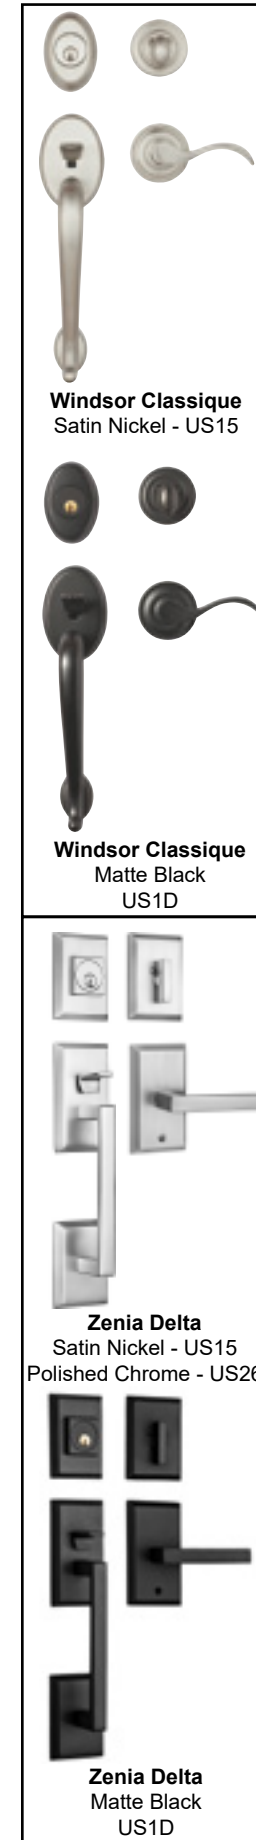 Windsor Classique
Satin Nickel - US15
Windsor Classique
Matte Black
US1D
Zenia Delta
Satin Nickel - US15
Polished Chrome - US26
Zenia Delta
Matte Black
US1D